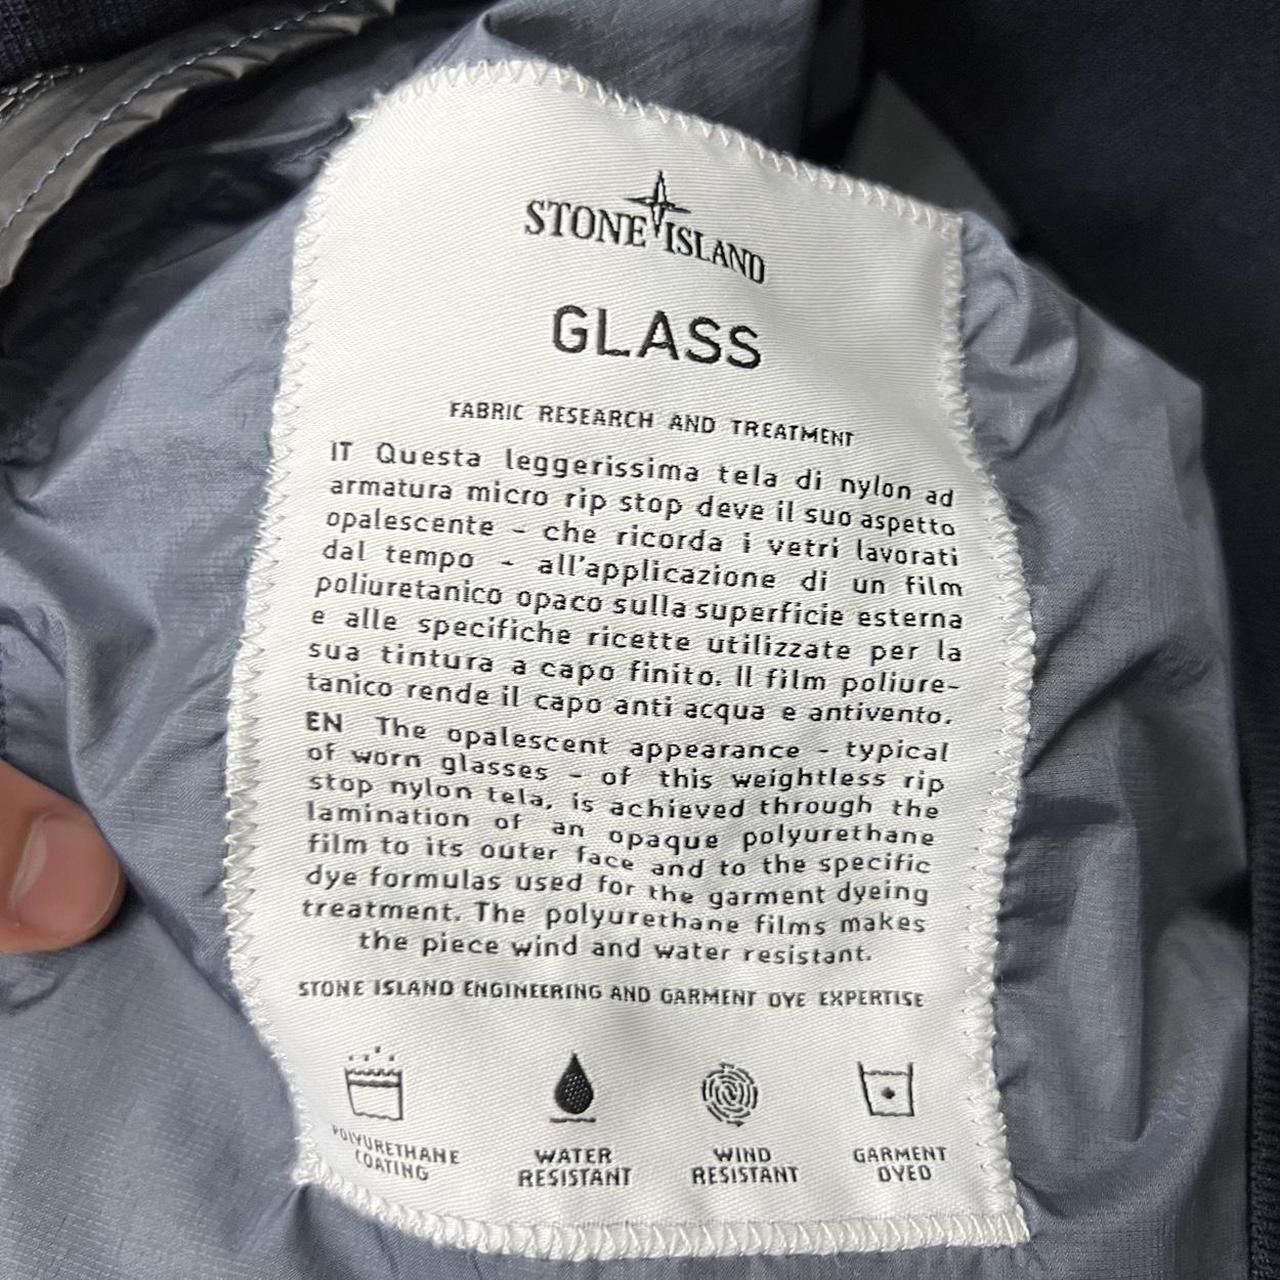 STONE ISLAND
GLASS
FABRIC RESEARCH AND TREATMENT
IT Questa leggerissima tela di nylon ad
armatura micro rip stop deve il suo aspetto
opalescente - che ricorda i vetri lavorati
dal tempo - all'applicazione di un film
poliuretanico opaco sulla superficie esterna
e alle specifiche ricette utilizzate per la
sua tintura a capo finito. Il film poliure-
tanico rende il capo anti acqua e antivento.
EN The opalescent appearance - typical
of worn glasses - of this weightless rip
stop nylon tela, is achieved through the
lamination of an opaque polyurethane
film to its outer face and to the specific
dye formulas used for the garment dyeing
treatment. The polyurethane films makes
the piece wind and water resistant.
STONE ISLAND ENGINEERING AND GARMENT DYE EXPERTISE
POLYURETHANE
COATING
WATER
RESISTANT
WIND
RESISTANT
GARMENT
DYED